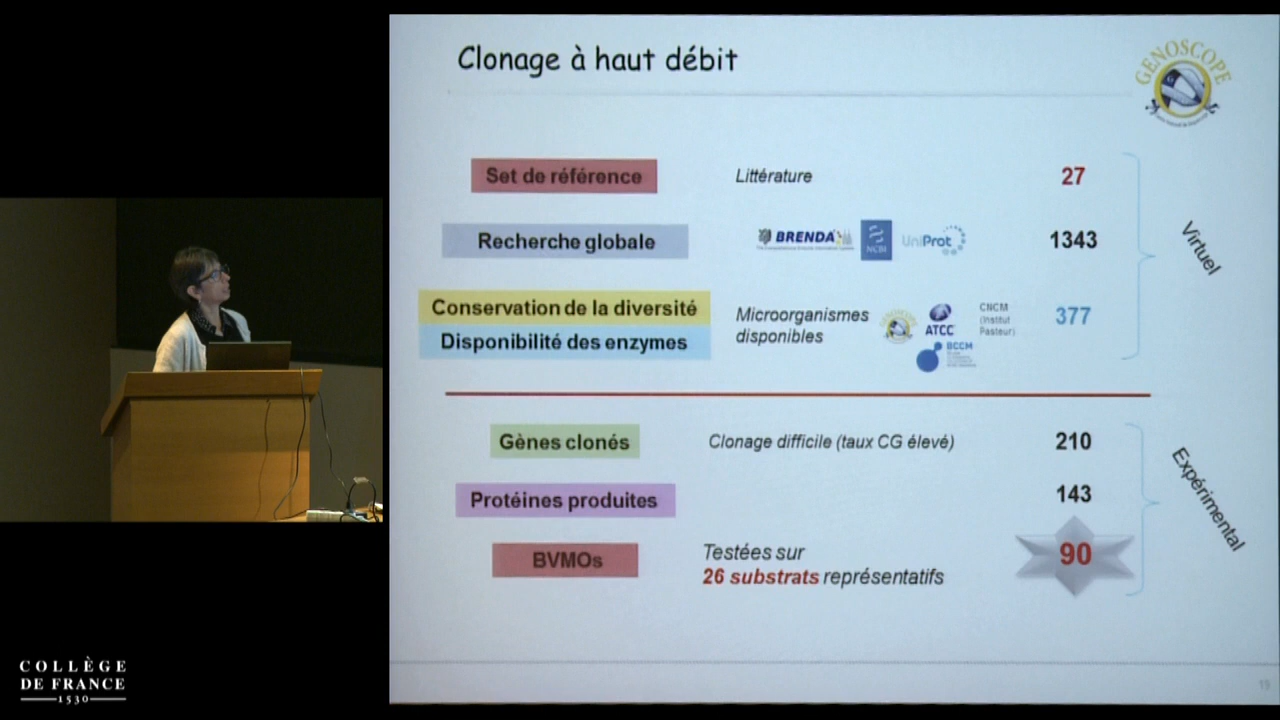 Clonage à haut débit
GENOSCOPE
Set de référence
Littérature
27
Recherche globale
BRENDA
NCBI
UniProt
1343
Conservation de la diversité
Disponibilité des enzymes
Microorganismes
disponibles
ATCC
CNCM
(Institut
Pasteur)
BCCM
377
Virtuel
Gènes clonés
Clonage difficile (taux CG élevé)
210
Protéines produites
143
BVMOs
Testées sur
26 substrats représentatifs
90
Expérimental
19
COLLÈGE
DE FRANCE
1530